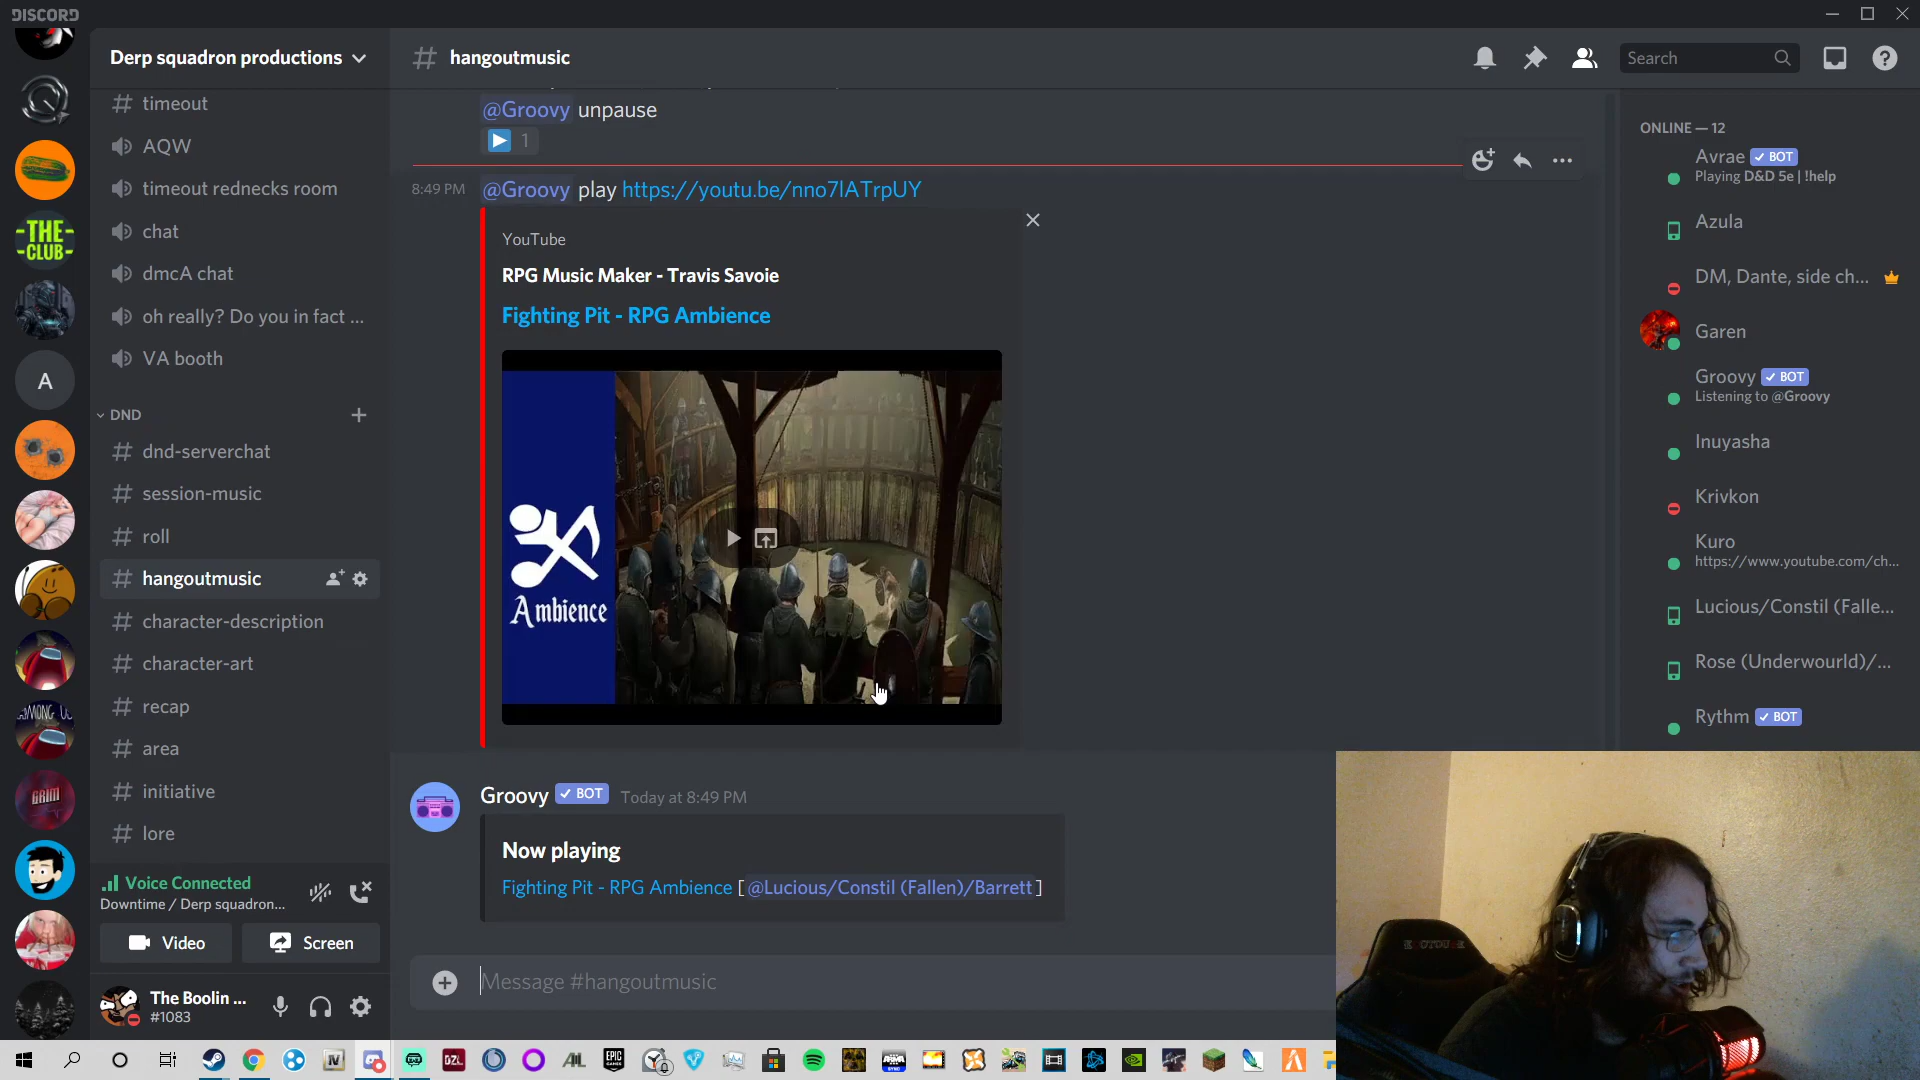 DISCORD
Derp squadron productions
timeout
AQW
timeout rednecks room
chat
dmcA chat
oh really? Do you in fact ...
VA booth
DND
dnd-serverchat
session-music
roll
hangoutmusic
character-description
character-art
recap
area
initiative
lore
Voice Connected
Downtime / Derp squadron...
Video
Screen
The Boolin ...
#1083
-THE-
CLUB-
A
AMONG US
GRIM
hangoutmusic
Search
@Groovy unpause
1
8:49 PM
@Groovy play https://youtu.be/nno7lATrpUY
YouTube
RPG Music Maker - Travis Savoie
Fighting Pit - RPG Ambience
Ambience
Groovy BOT Today at 8:49 PM
Now playing
Fighting Pit - RPG Ambience [@Lucious/Constil (Fallen)/Barrett]
Message #hangoutmusic
ONLINE — 12
Avrae BOT
Playing D&D 5e | !help
Azula
DM, Dante, side ch...
Garen
Groovy BOT
Listening to @Groovy
Inuyasha
Krivkon
Kuro
https://www.youtube.com/ch...
Lucious/Constil (Falle...
Rose (Underwourld)/...
Rythm BOT
DZL
EPIC
GAMES